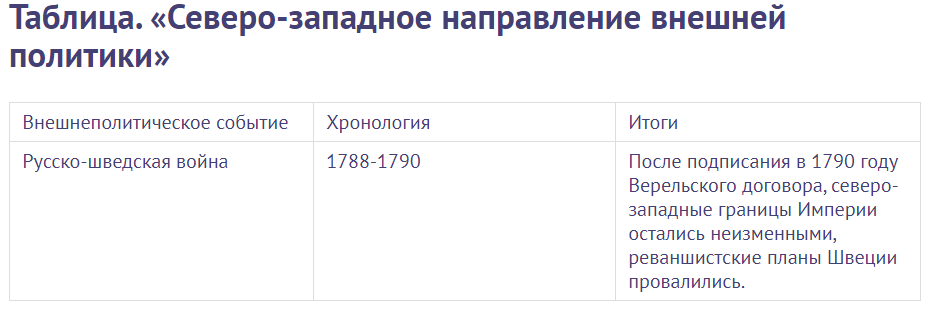 Таблица. «Северо-западное направление внешней
политики»
Внешнеполитическое событие
Хронология
Итоги
Русско-шведская война
1788-1790
После подписания в 1790 году
Верельского договора, северо-
западные границы Империи
остались неизменными,
реваншистские планы Швеции
провалились.